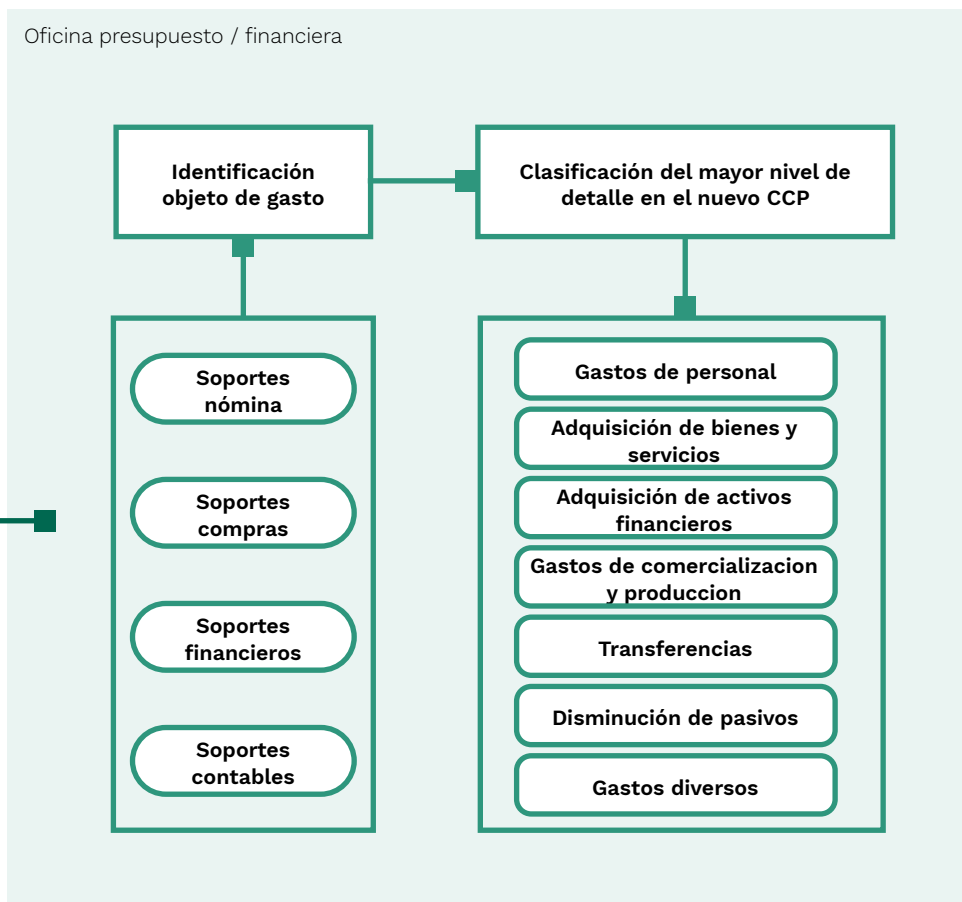 Oficina presupuesto / financiera
Identificación
objeto de gasto
Clasificación del mayor nivel de
detalle en el nuevo CCP
Soportes
nómina
Soportes
compras
Soportes
financieros
Soportes
contables
Gastos de personal
Adquisición de bienes y
servicios
Adquisición de activos
financieros
Gastos de comercializacion
y produccion
Transferencias
Disminución de pasivos
Gastos diversos